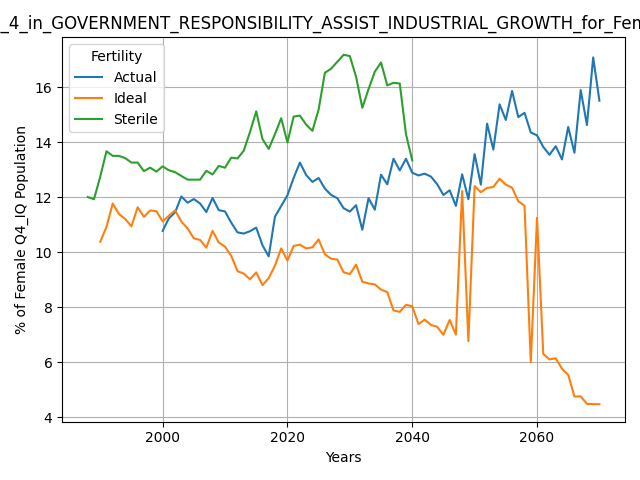 _4_in_GOVERNMENT_RESPONSIBILITY_ASSIST_INDUSTRIAL_GROWTH_for_Fem
Fertility
Actual
Ideal
Sterile
% of Female Q4_IQ Population
16
14
12
10
8
6
4
2000
2020
2040
2060
Years